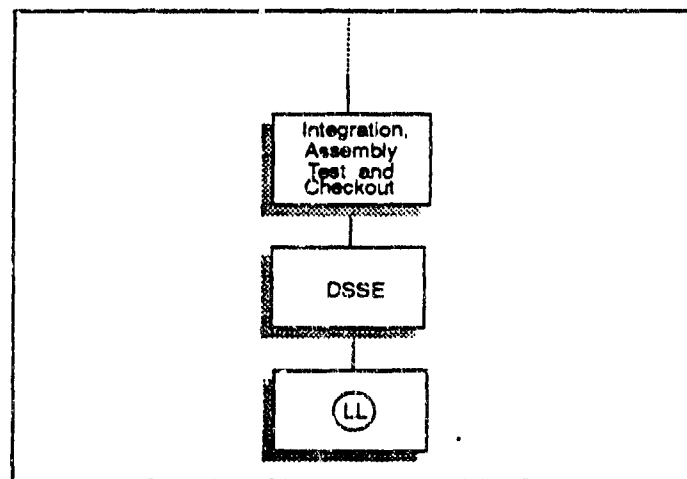 Integration,
Assembly
Test and
Checkout
DSSE
LL